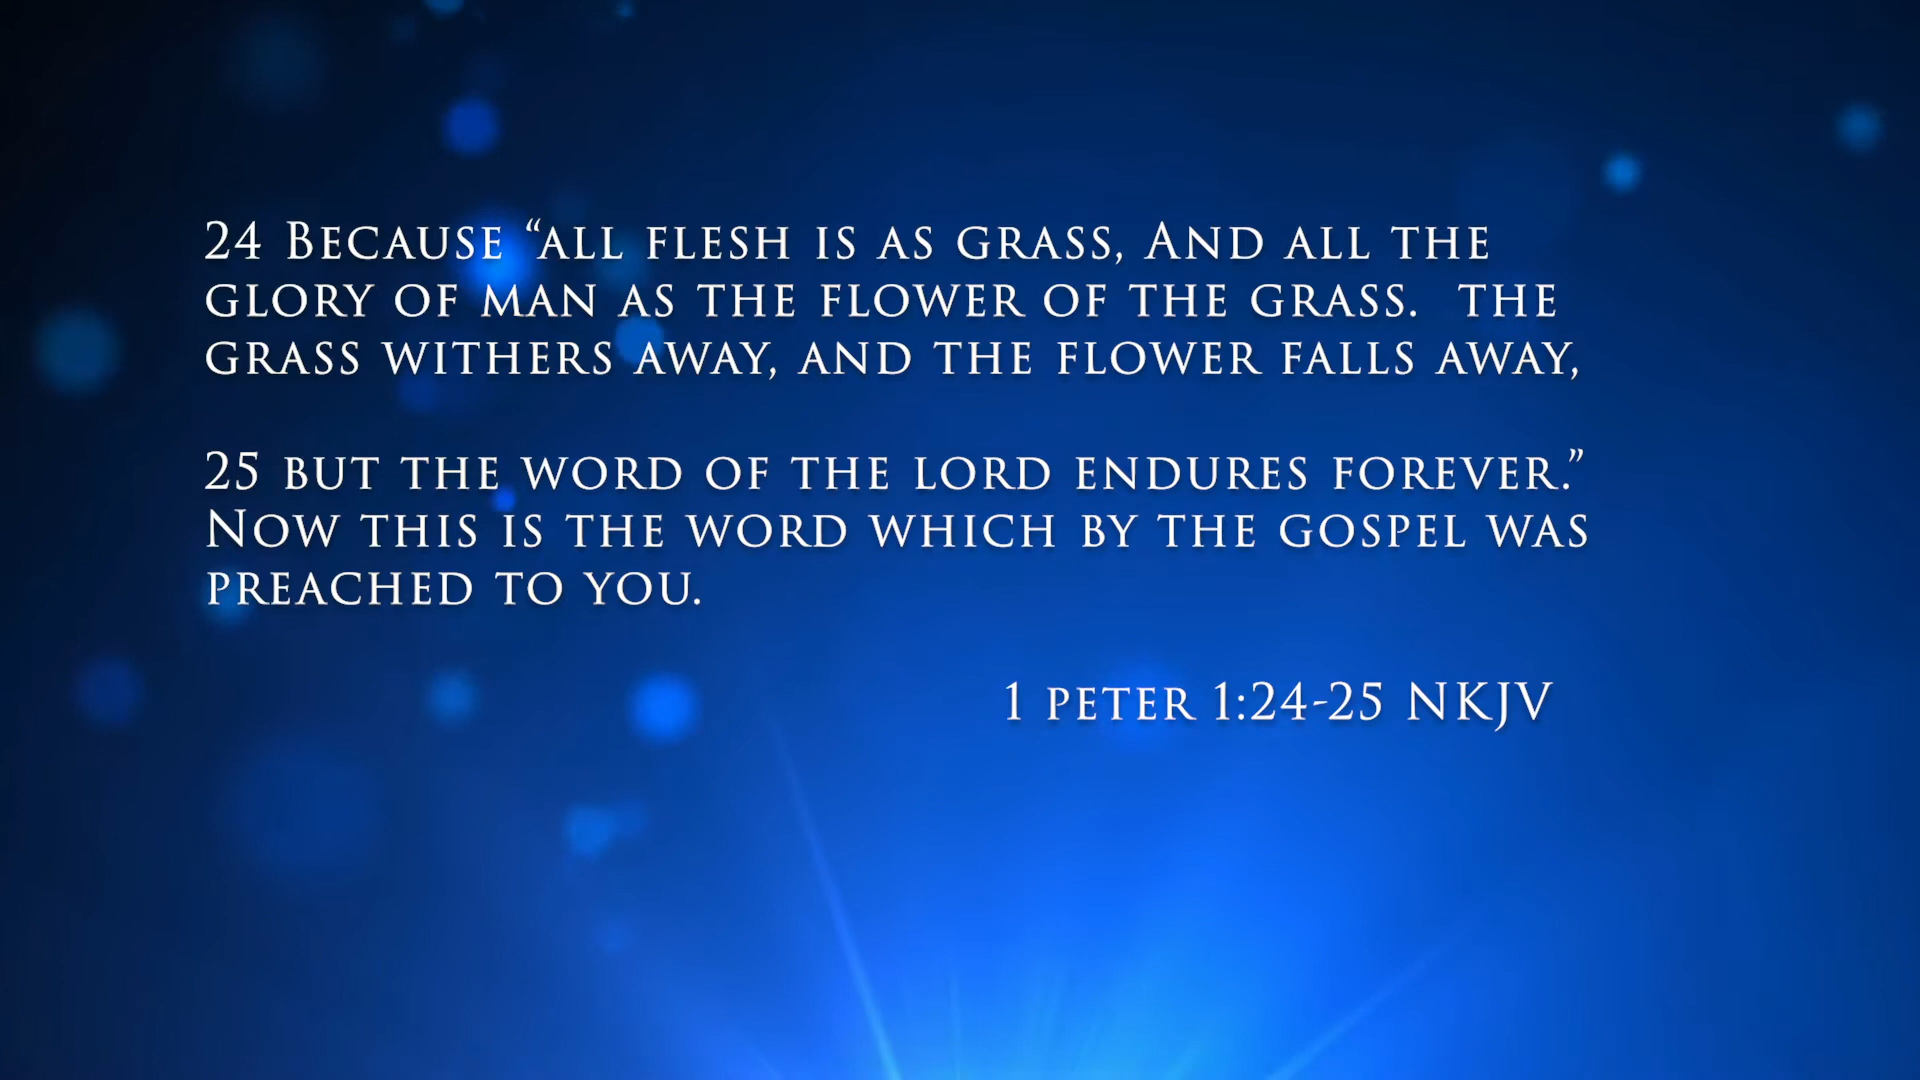 24 Because “all flesh is as grass, And all the
glory of man as the flower of the grass. the
grass withers away, and the flower falls away,
25 but the word of the lord endures forever.”
Now this is the word which by the gospel was
preached to you.
1 peter 1:24-25 NKJV